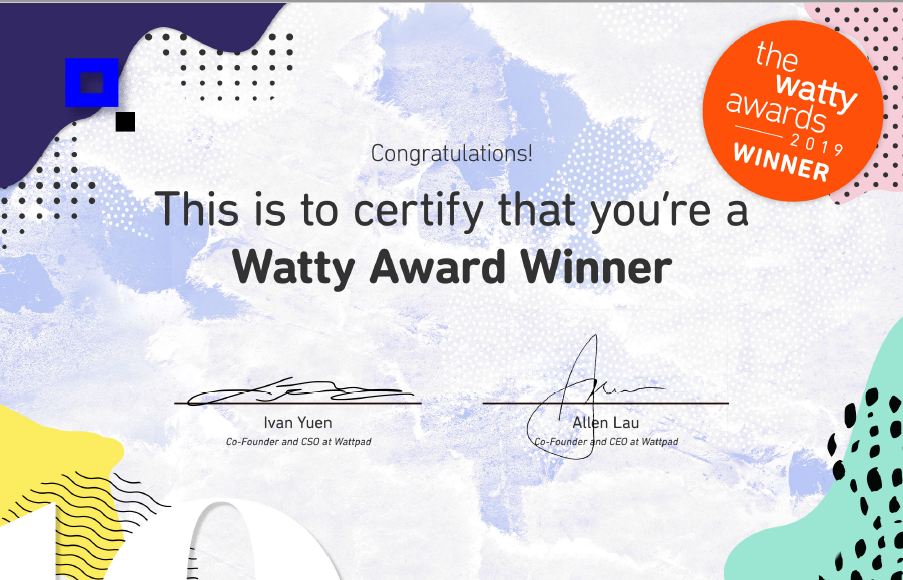 the
watty
awards
2019
WINNER
Congratulations!
This is to certify that you're a
Watty Award Winner
Ivan Yuen
Allen Lau
Co-Founder and CSO at Wattpad
Co-Founder and CEO at Wattpad
10